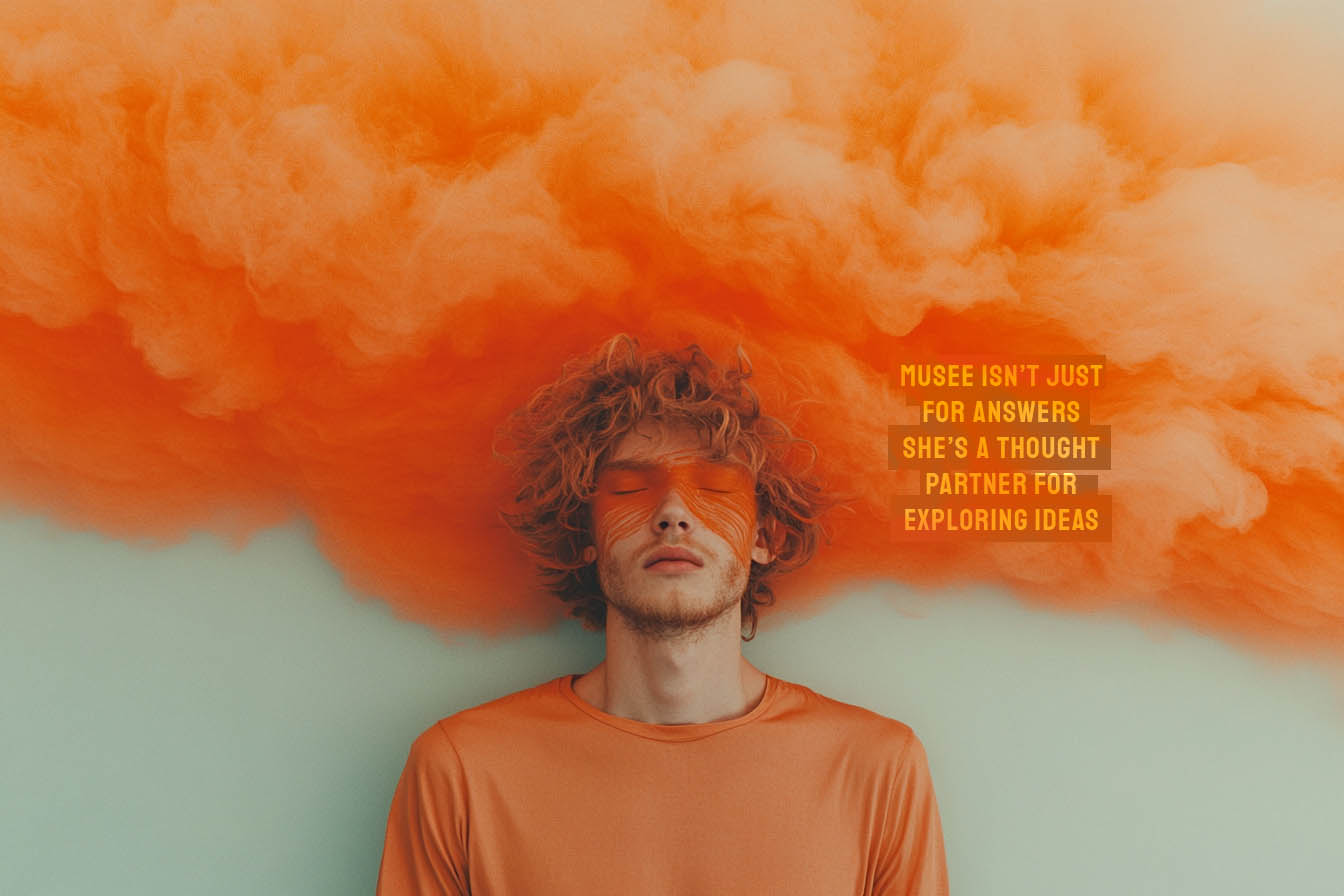 MUSEE ISN’T JUST
FOR ANSWERS
SHE’S A THOUGHT
PARTNER FOR
EXPLORING IDEAS